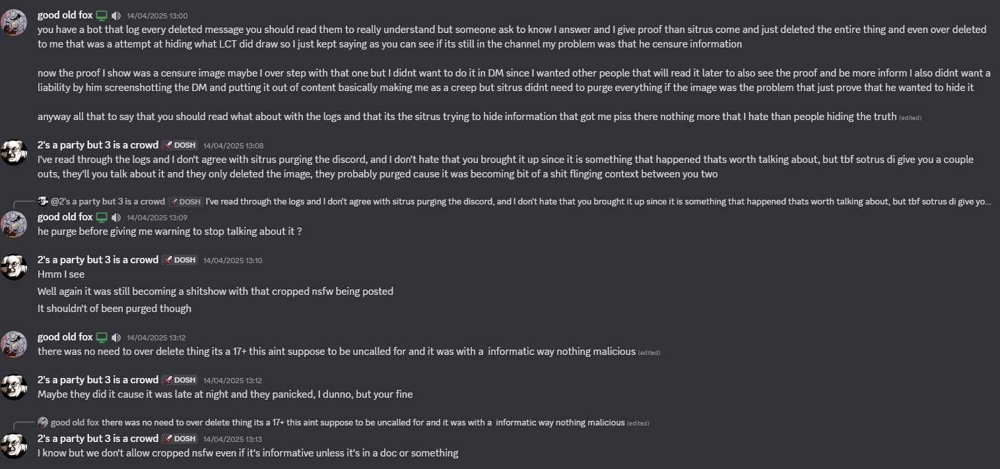 good old fox 14/04/2025 13:00
you have a bot that log every deleted message you should read them to really understand but someone ask to know I answer and I give proof than sitrus come and just deleted the entire thing and even over deleted
to me that was a attempt at hiding what LCT did draw so I just kept saying as you can see if its still in the channel my problem was that he censure information
now the proof I show was a censure image maybe I over step with that one but I didnt want to do it in DM since I wanted other people that will read it later to also see the proof and be more inform I also didnt want a
liability by him screenshotting the DM and putting it out of content basically making me as a creep but sitrus didnt need to purge everything if the image was the problem that just prove that he wanted to hide it
anyway all that to say that you should read what about with the logs and that its the sitrus trying to hide information that got me piss there nothing more that I hate than people hiding the truth (edited)
2's a party but 3 is a crowd DOSH 14/04/2025 13:08
I've read through the logs and I don't agree with sitrus purging the discord, and I don't hate that you brought it up since it is something that happened thats worth talking about, but tbf sotrus di give you a couple
outs, they'll you talk about it and they only deleted the image, they probably purged cause it was becoming bit of a shit flinging context between you two
@2's a party but 3 is a crowd DOSH I've read through the logs and I don't agree with sitrus purging the discord, and I don't hate that you brought it up since it is something that happened thats worth talking about, but tbf sotrus di give yo...
good old fox 14/04/2025 13:09
he purge before giving me warning to stop talking about it ?
2's a party but 3 is a crowd DOSH 14/04/2025 13:10
Hmm I see
Well again it was still becoming a shitshow with that cropped nsfw being posted
It shouldn't of been purged though
good old fox 14/04/2025 13:12
there was no need to over delete thing its a 17+ this aint suppose to be uncalled for and it was with a informatic way nothing malicious (edited)
2's a party but 3 is a crowd DOSH 14/04/2025 13:12
Maybe they did it cause it was late at night and they panicked, I dunno, but your fine
good old fox there was no need to over delete thing its a 17+ this aint suppose to be uncalled for and it was with a informatic way nothing malicious (edited)
2's a party but 3 is a crowd DOSH 14/04/2025 13:13
I know but we don't allow cropped nsfw even if it's informative unless it's in a doc or something